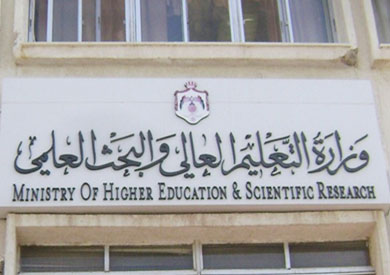 وزارة التعليم العالي والبحث العلمي
MINISTRY OF HIGHER EDUCATION & SCIENTIFIC RESEARCH